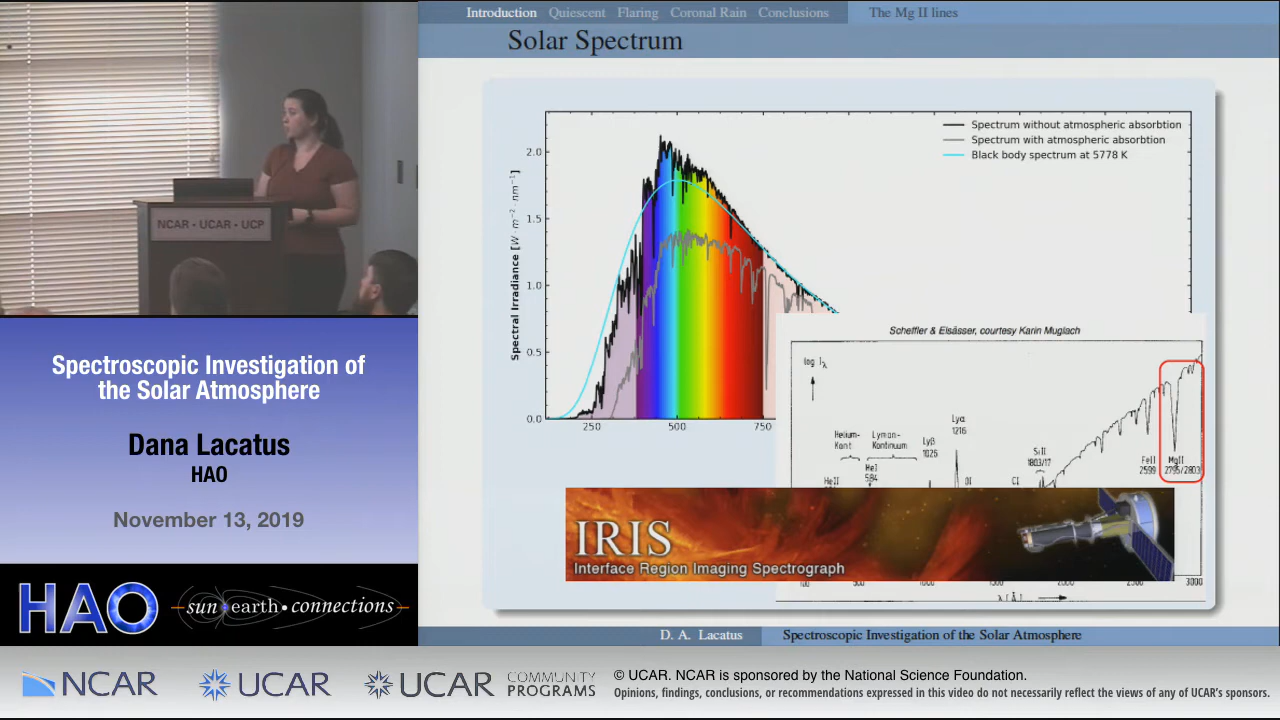 Introduction Quiescent Flaring Coronal Rain Conclusions The Mg II lines
Solar Spectrum
Spectrum without atmospheric absorbtion
Spectrum with atmospheric absorbtion
Black body spectrum at 5778 K
2.0
1.5
1.0
0.5
0.0
Spectral Irradiance [W · m⁻² · nm⁻¹]
250 500 750
Scheffler & Elsässer, courtesy Karin Muglach
log Iλ
Helium-
Kont
Lyman-
Kontinuum
HeI
584
HeII
Lyβ
1026
Lyα
1216
OI
CI
SiII
1808/17
FeII
2599
MgII
2795/2803
IRIS
Interface Region Imaging Spectrograph
500 1000 1500 2000 2500 3000
λ [Å]
NCAR • UCAR • UCP
Spectroscopic Investigation of
the Solar Atmosphere
Dana Lacatus
HAO
November 13, 2019
HAO sun earth • connections
D. A. Lacatus Spectroscopic Investigation of the Solar Atmosphere
NCAR UCAR UCAR COMMUNITY
PROGRAMS
© UCAR. NCAR is sponsored by the National Science Foundation.
Opinions, findings, conclusions, or recommendations expressed in this video do not necessarily reflect the views of any of UCAR's sponsors.